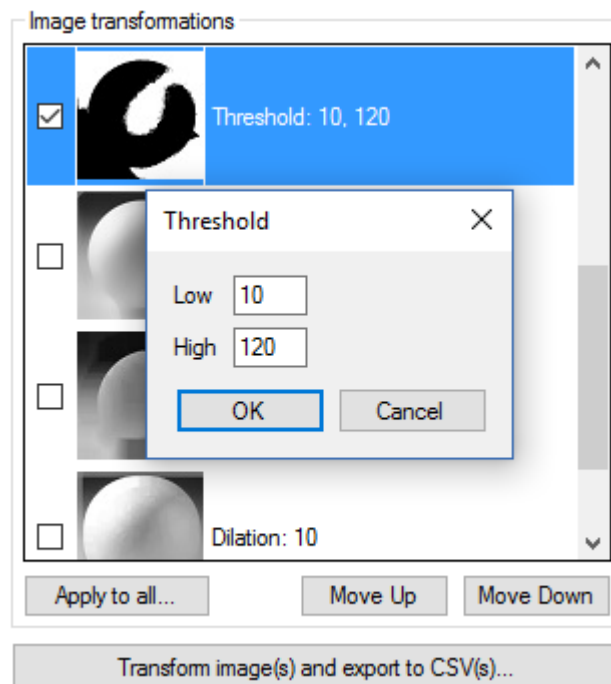 Image transformations
Threshold: 10, 120
Threshold
Low 10
High 120
OK Cancel
Dilation: 10
Apply to all... Move Up Move Down
Transform image(s) and export to CSV(s)...